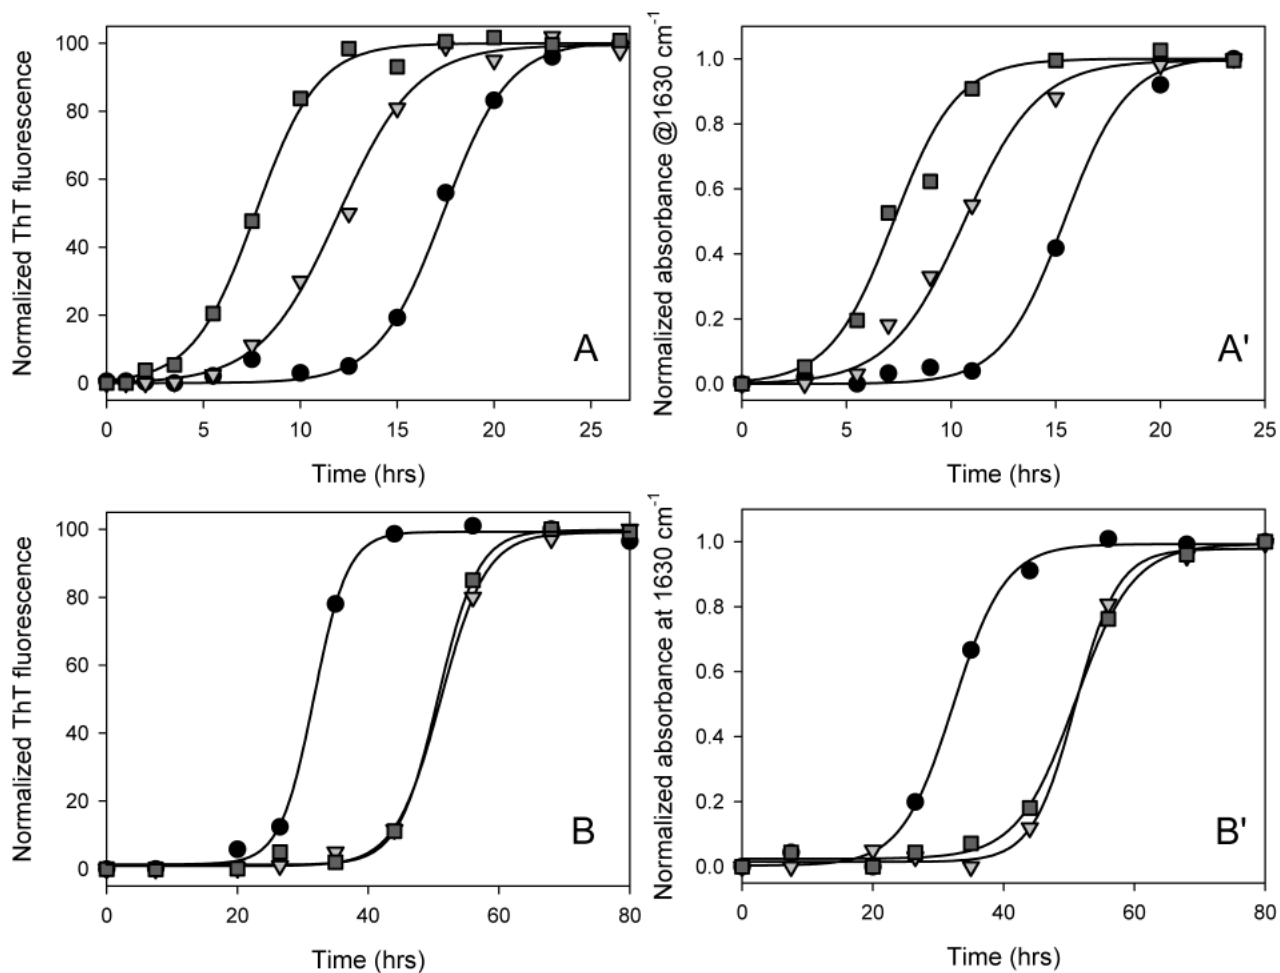 Normalized ThT fluorescence
100
80
60
40
20
0
0 5 10 15 20 25
Time (hrs)
A
Normalized absorbance @1630 cm⁻¹
1.0
0.8
0.6
0.4
0.2
0.0
0 5 10 15 20 25
Time (hrs)
A'
Normalized ThT fluorescence
100
80
60
40
20
0
0 20 40 60 80
Time (hrs)
B
Normalized absorbance at 1630 cm⁻¹
1.0
0.8
0.6
0.4
0.2
0.0
0 20 40 60 80
Time (hrs)
B'